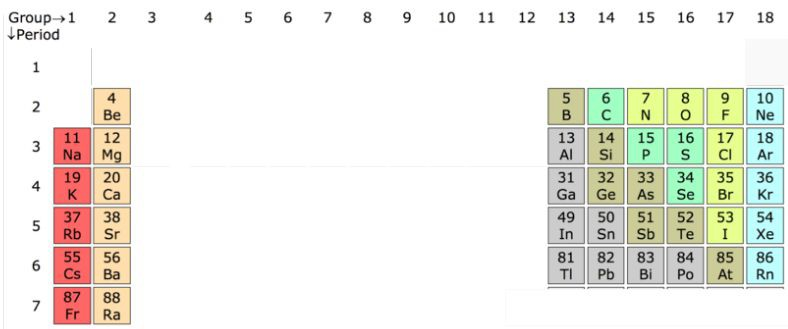 Group→1 2 3 4 5 6 7 8 9 10 11 12 13 14 15 16 17 18
↓Period
1
2 4 5 6 7 8 9 10
Be B C N O F Ne
3 11 12 13 14 15 16 17 18
Na Mg Al Si P S Cl Ar
4 19 20 31 32 33 34 35 36
K Ca Ga Ge As Se Br Kr
5 37 38 49 50 51 52 53 54
Rb Sr In Sn Sb Te I Xe
6 55 56 81 82 83 84 85 86
Cs Ba Tl Pb Bi Po At Rn
7 87 88
Fr Ra